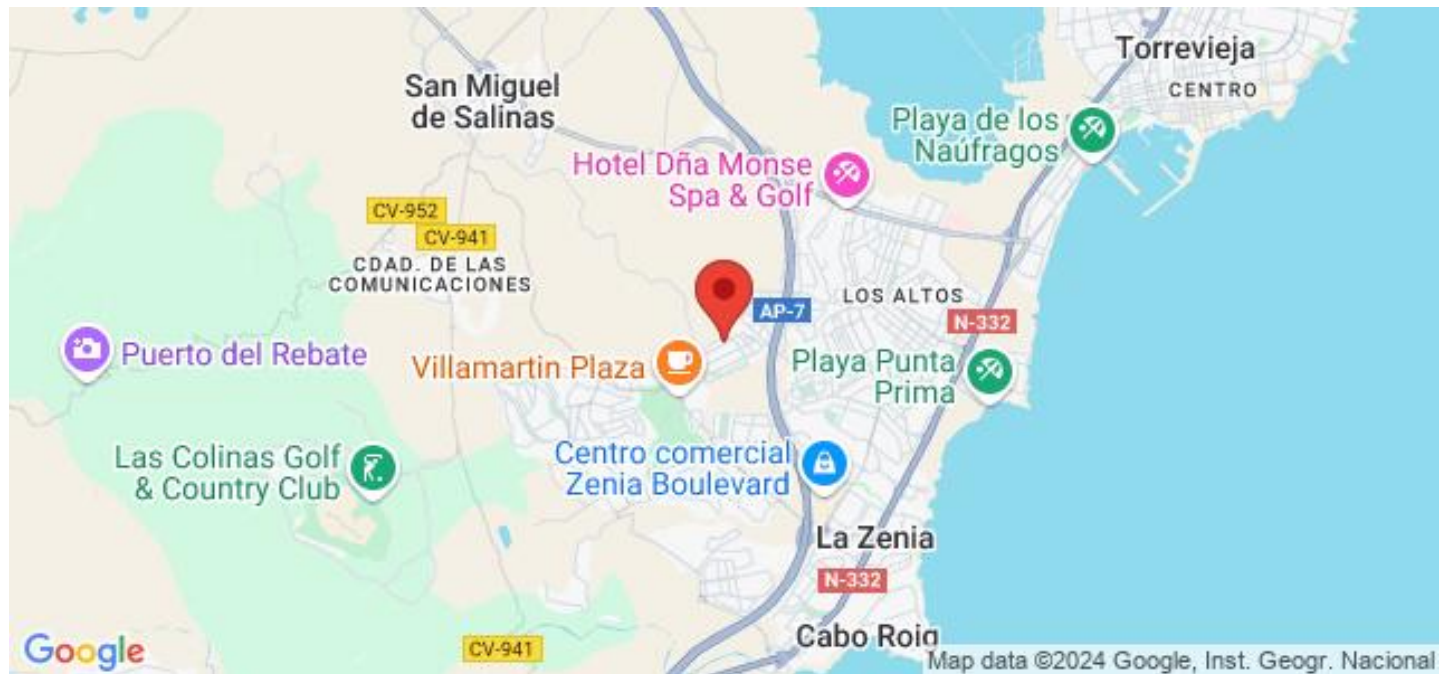 Torrevieja
CENTRO
San Miguel
de Salinas
Playa de los
Naúfragos
Hotel Dña Monse
Spa & Golf
CV-952
CV-941
CDAD. DE LAS
COMUNICACIONES
LOS ALTOS
AP-7
N-332
Puerto del Rebate
Villamartin Plaza
Playa Punta
Prima
Las Colinas Golf
& Country Club
Centro comercial
Zenia Boulevard
La Zenia
N-332
Cabo Roig
CV-941
Google
Map data ©2024 Google, Inst. Geogr. Nacional